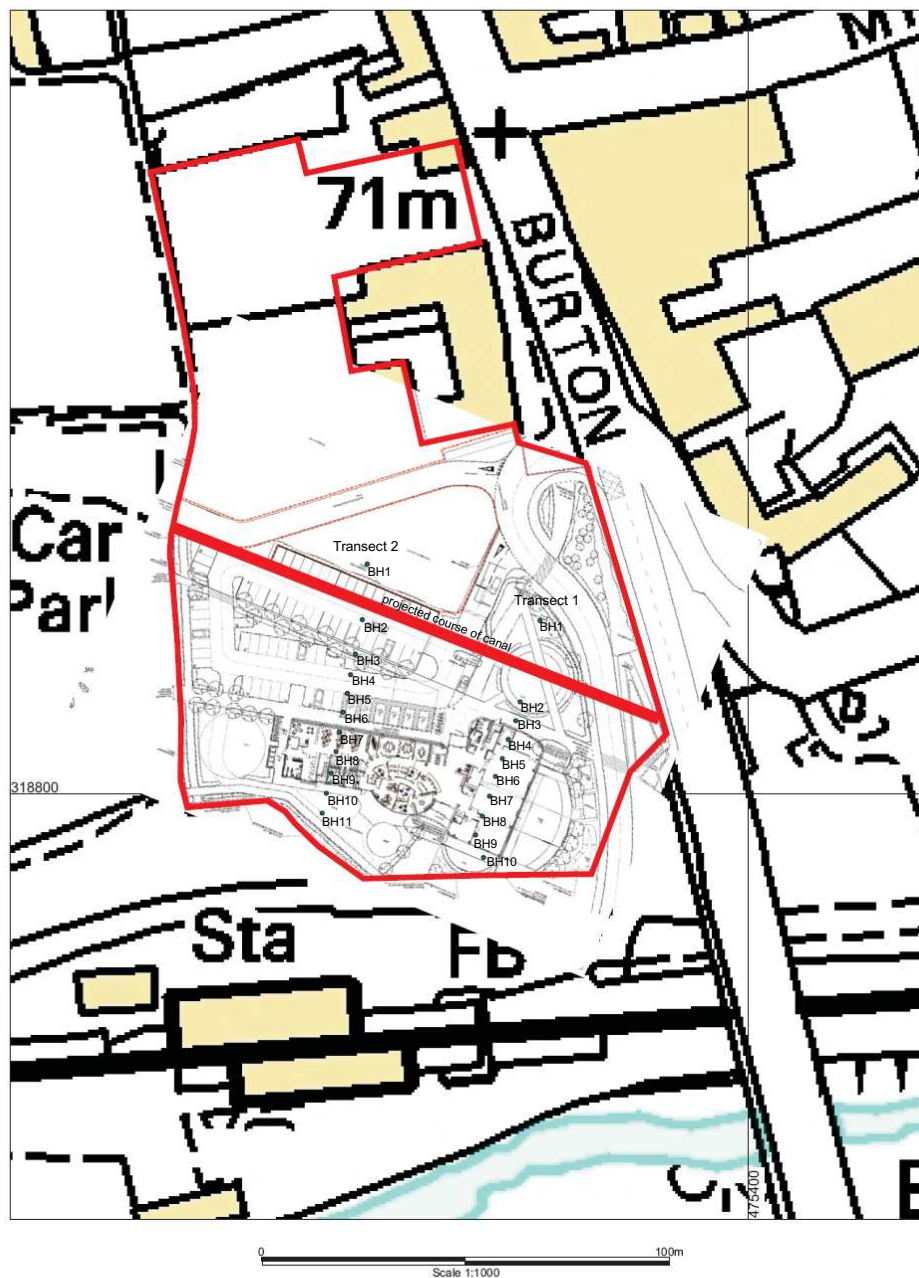 MI
71m
BURTON
Car
Park
Transect 2
BH1
Transect 1
projected course of canal
BH1
BH2
BH3
BH4
BH5
BH6
BH7
BH8
BH9
BH10
BH11
BH2
BH3
BH4
BH5
BH6
BH7
BH8
BH9
BH10
318800
Sta
FB
475400
0
100m
Scale 1:1000